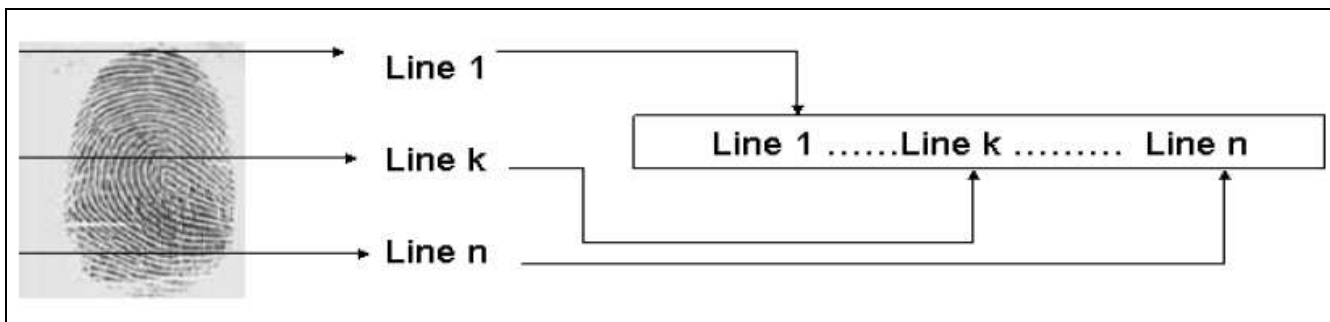 Line 1
Line k
Line n
Line 1 ……Line k ……… Line n